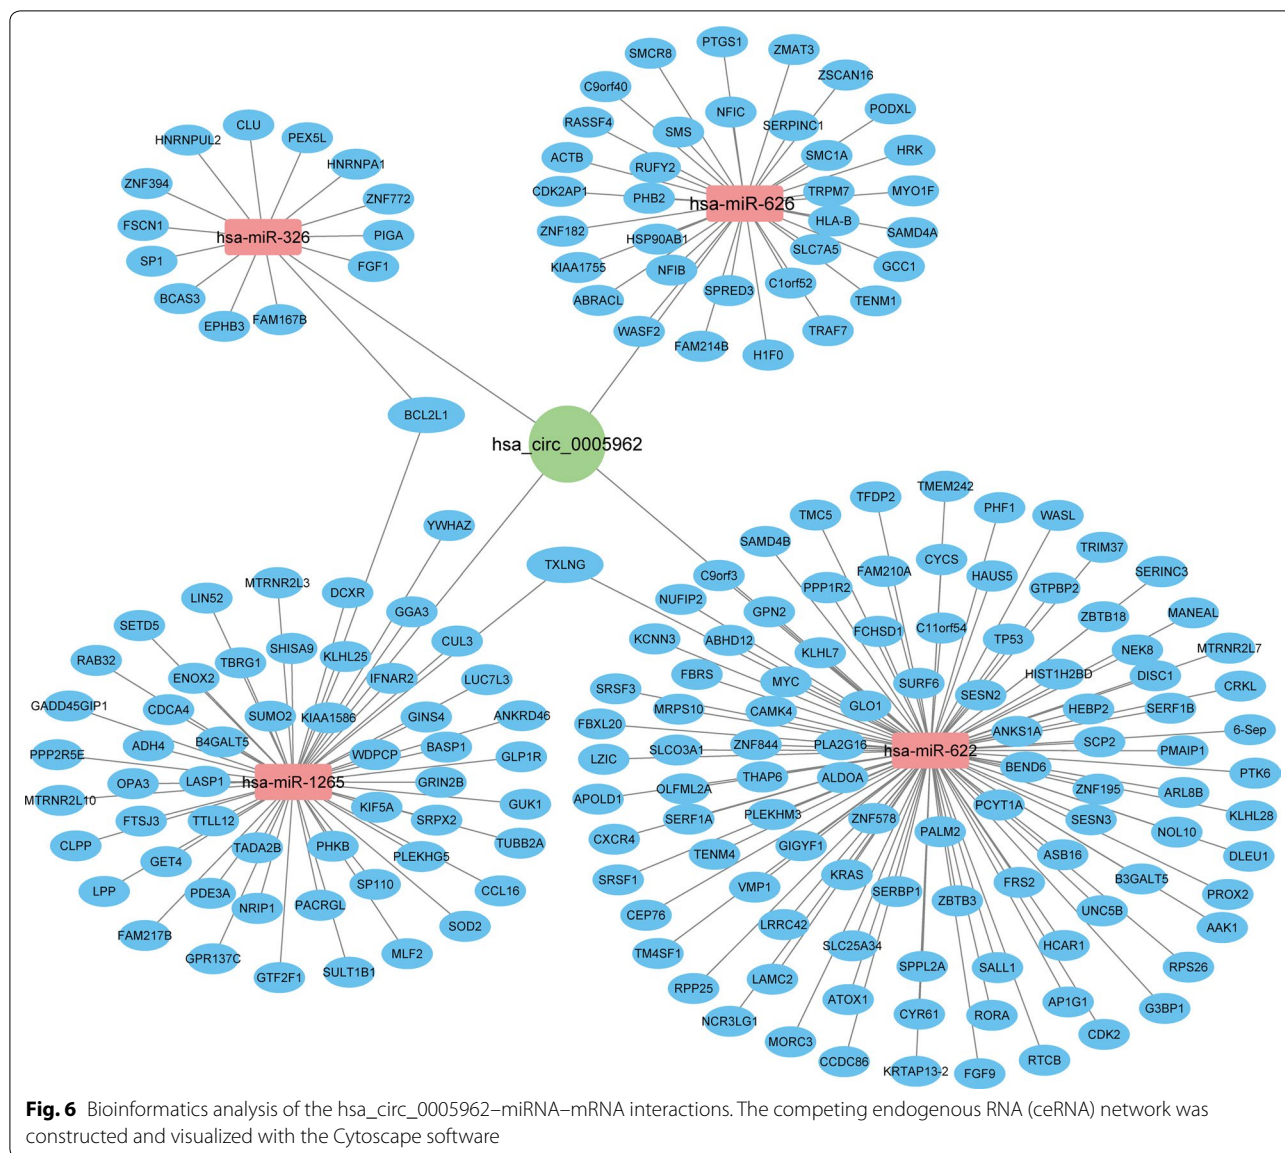 PTGS1
SMCR8
ZMAT3
ZSCAN16
C9orf40
PODXL
NFIC
RASSF4
SMS
SERPINC1
CLU
HNRNPUL2
PEX5L
HRK
ACTB
SMC1A
HNRNPA1
RUFY2
ZNF394
CDK2AP1
TRPM7
MYO1F
ZNF772
PHB2
hsa-miR-626
HLA-B
FSCN1
ZNF182
SAMD4A
hsa-miR-326
PIGA
HSP90AB1
SLC7A5
SP1
FGF1
KIAA1755
NFIB
GCC1
C1orf52
SPRED3
BCAS3
ABRACL
TENM1
EPHB3
FAM167B
WASF2
TRAF7
FAM214B
H1F0
BCL2L1
hsa_circ_0005962
TMEM242
TFDP2
PHF1
TMC5
WASL
YWHAZ
SAMD4B
TRIM37
CYCS
TXLNG
FAM210A
SERINC3
C9orf3
HAUS5
MTRNR2L3
PPP1R2
GTPBP2
DCXR
LIN52
NUFIP2
GPN2
GGA3
MANEAL
ZBTB18
SETD5
C11orf54
FCHSD1
KCNN3
ABHD12
TP53
CUL3
SHISA9
MTRNR2L7
NEK8
KLHL7
KLHL25
RAB32
TBRG1
FBRS
HIST1H2BD
DISC1
ENOX2
IFNAR2
LUC7L3
MYC
SURF6
CRKL
SRSF3
SESN2
GADD45GIP1
GLO1
MRPS10
HEBP2
SERF1B
CDCA4
CAMK4
SUMO2
KIAA1586
GINS4
ANKRD46
FBXL20
6-Sep
ANKS1A
B4GALT5
SCP2
ADH4
ZNF844
PLA2G16
SLCO3A1
BASP1
hsa-miR-622
PMAIP1
WDPCP
PPP2R5E
GLP1R
LZIC
BEND6
PTK6
LASP1
hsa-miR-1265
GRIN2B
THAP6
ALDOA
OPA3
OLFML2A
ZNF195
ARL8B
MTRNR2L10
APOLD1
GUK1
PCYT1A
KIF5A
KLHL28
FTSJ3
TTLL12
SRPX2
SERF1A
PLEKHM3
ZNF578
SESN3
NOL10
PALM2
CXCR4
TUBB2A
CLPP
TADA2B
PHKB
GIGYF1
TENM4
ASB16
DLEU1
PLEKHG5
GET4
KRAS
B3GALT5
SRSF1
FRS2
SP110
VMP1
SERBP1
CCL16
LPP
PDE3A
PROX2
ZBTB3
PACRGL
NRIP1
UNC5B
CEP76
LRRC42
SOD2
AAK1
FAM217B
SLC25A34
HCAR1
TM4SF1
MLF2
GPR137C
SPPL2A
SALL1
RPS26
SULT1B1
GTF2F1
LAMC2
RPP25
ATOX1
AP1G1
G3BP1
CYR61
RORA
NCR3LG1
CDK2
MORC3
CCDC86
RTCB
KRTAP13-2
FGF9
Fig. 6 Bioinformatics analysis of the hsa_circ_0005962–miRNA–mRNA interactions. The competing endogenous RNA (ceRNA) network was
constructed and visualized with the Cytoscape software